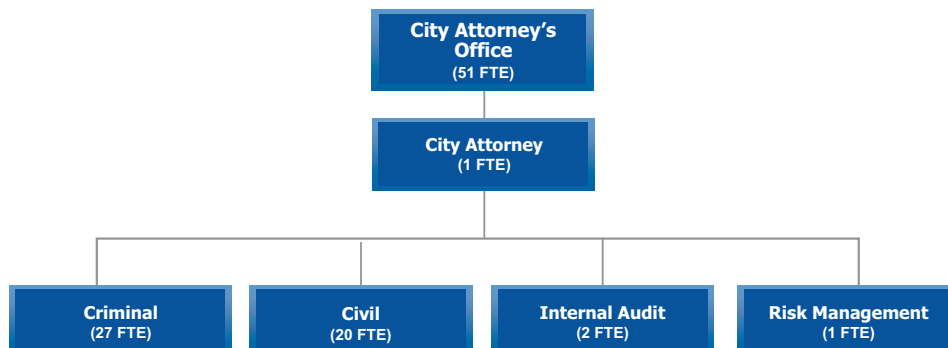 City Attorney’s
Office
(51 FTE)
City Attorney
(1 FTE)
Criminal
(27 FTE)
Civil
(20 FTE)
Internal Audit
(2 FTE)
Risk Management
(1 FTE)